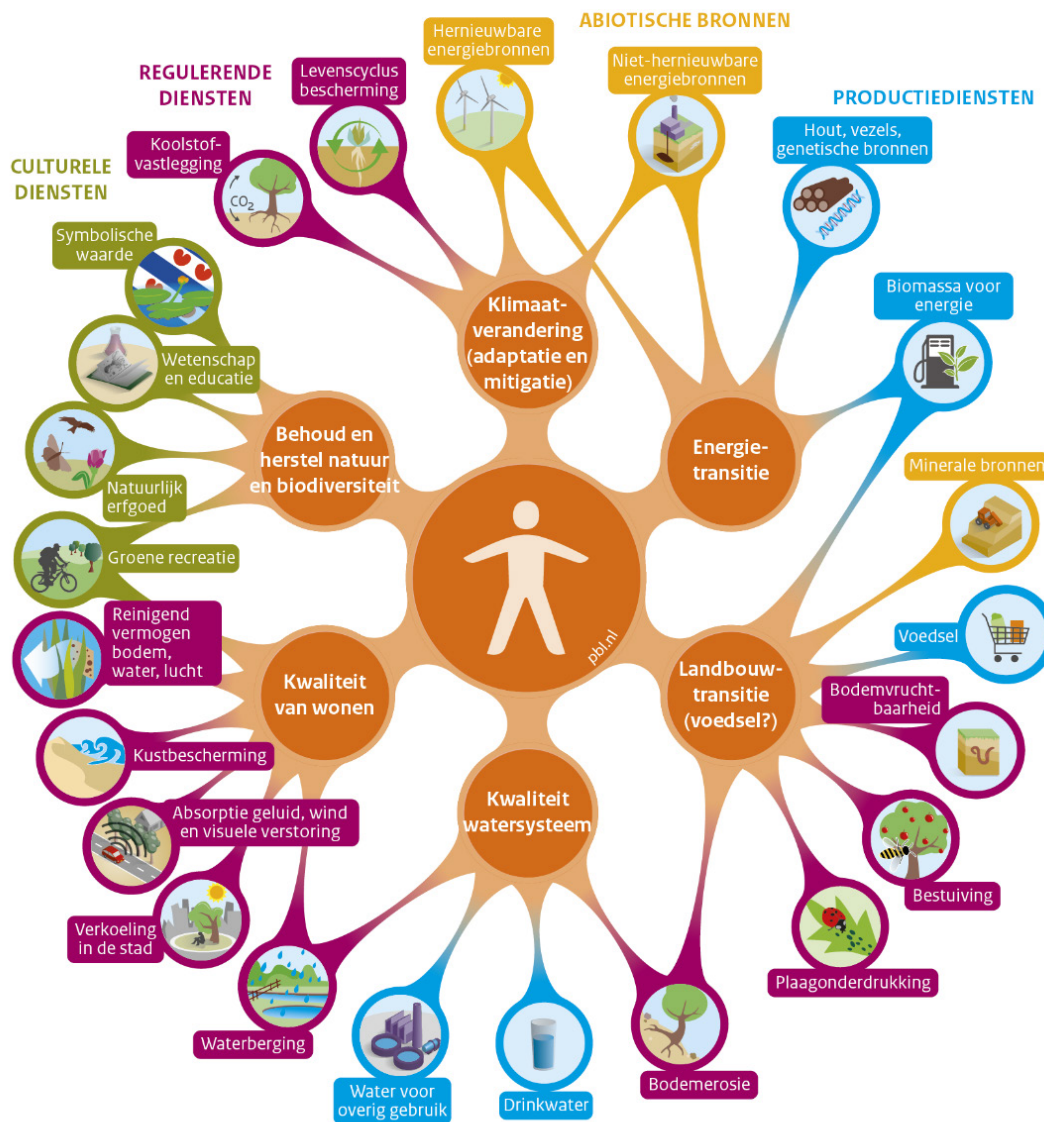 ABIOTISCHE BRONNEN
Hernieuwbare
energiebronnen
Niet-hernieuwbare
energiebronnen
REGULERENDE
DIENSTEN
Levenscyclus
bescherming
PRODUCTIEDIENSTEN
Hout, vezels,
genetische bronnen
Koolstof-
vastlegging
CO2
CULTURELE
DIENSTEN
Symbolische
waarde
Biomassa voor
energie
Klimaat-
verandering
(adaptatie en
mitigatie)
Wetenschap
en educatie
Behoud en
herstel natuur
en biodiversiteit
Energie-
transitie
Minerale bronnen
Natuurlijk
erfgoed
Groene recreatie
Reinigend
vermogen
bodem,
water, lucht
pbl.nl
Voedsel
Kwaliteit
van wonen
Landbouw-
transitie
(voedsel?)
Bodemvrucht-
baarheid
Kustbescherming
Kwaliteit
watersysteem
Absorptie geluid, wind
en visuele verstoring
Bestuiving
Verkoeling
in de stad
Plaagonderdrukking
Waterberging
Water voor
overig gebruik
Drinkwater
Bodemerosie